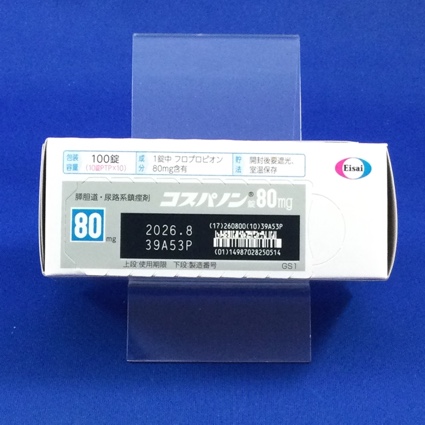 包装 容量 100錠 [10錠PTP×10] 成分 1錠中 フロプロピオン 80mg含有 貯法 開封後要遮光、 室温保存
Eisai
膵胆道・尿路系鎮痙剤 コスパノン®錠80mg
80mg
2026.8
39A53P
(17)260800(10)39A53P
(01)14987028250514
上段:使用期限 下段:製造番号 GS1